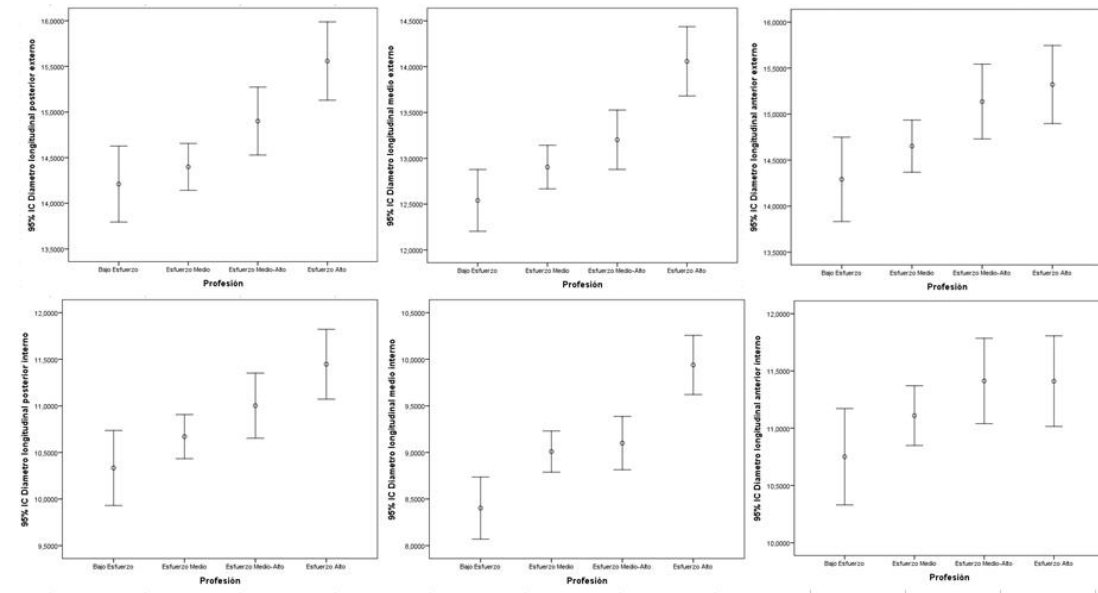 95% IC Diametro longitudinal posterior externo
16,0000
15,5000
15,0000
14,5000
14,0000
13,5000
Bajo Esfuerzo Esfuerzo Medio Esfuerzo Medio-Alto Esfuerzo Alto
Profesión
95% IC Diametro longitudinal medio externo
14,5000
14,0000
13,5000
13,0000
12,5000
12,0000
Bajo Esfuerzo Esfuerzo Medio Esfuerzo Medio-Alto Esfuerzo Alto
Profesión
95% IC Diametro longitudinal anterior externo
16,0000
15,5000
15,0000
14,5000
14,0000
13,5000
Bajo Esfuerzo Esfuerzo Medio Esfuerzo Medio-Alto Esfuerzo Alto
Profesión
95% IC Diametro longitudinal posterior interno
12,0000
11,5000
11,0000
10,5000
10,0000
9,5000
Bajo Esfuerzo Esfuerzo Medio Esfuerzo Medio-Alto Esfuerzo Alto
Profesión
95% IC Diametro longitudinal medio interno
10,5000
10,0000
9,5000
9,0000
8,5000
8,0000
Bajo Esfuerzo Esfuerzo Medio Esfuerzo Medio-Alto Esfuerzo Alto
Profesión
95% IC Diametro longitudinal anterior interno
12,0000
11,5000
11,0000
10,5000
10,0000
Bajo Esfuerzo Esfuerzo Medio Esfuerzo Medio-Alto Esfuerzo Alto
Profesión